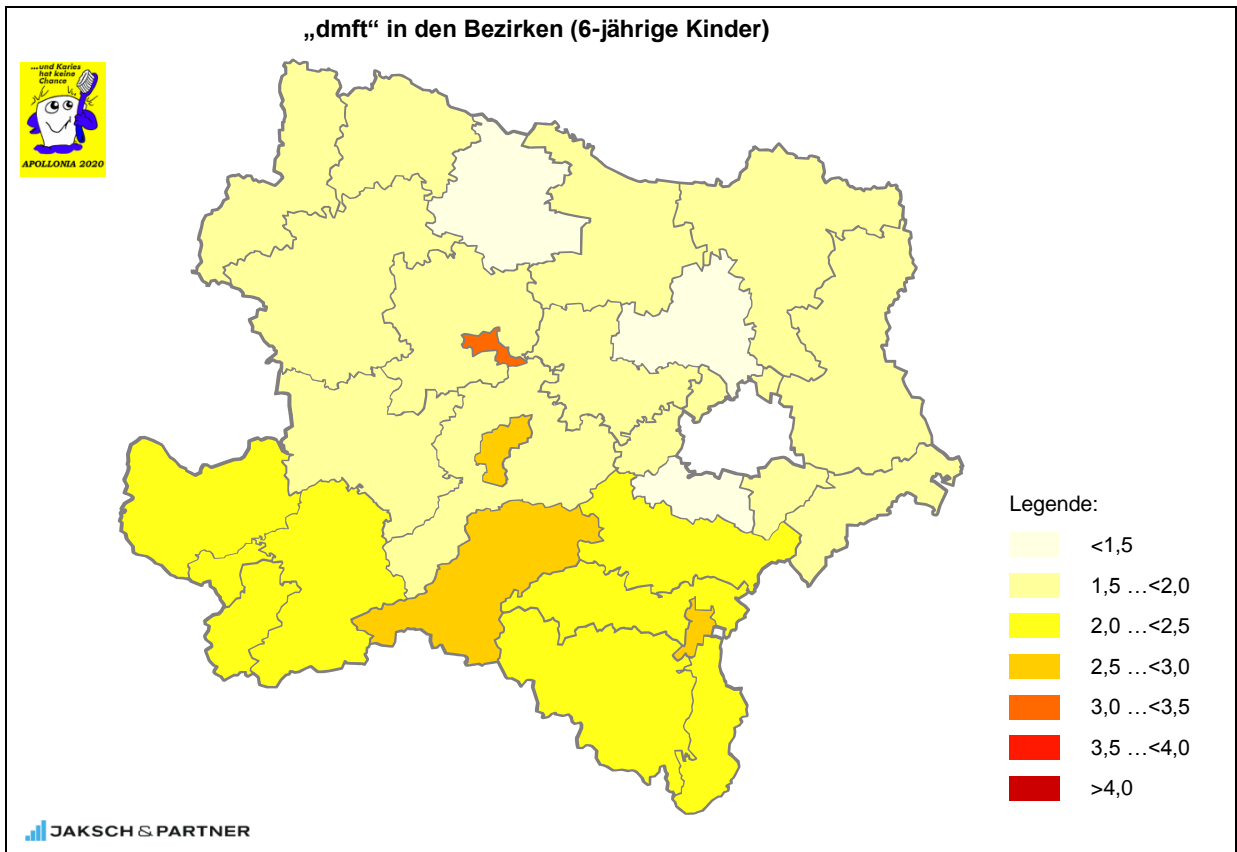 „dmft“ in den Bezirken (6-jährige Kinder)
...und Karies
hat keine
Chance
APOLLONIA 2020
Legende:
<1,5
1,5 …<2,0
2,0 …<2,5
2,5 …<3,0
3,0 …<3,5
3,5 …<4,0
>4,0
JAKSCH & PARTNER